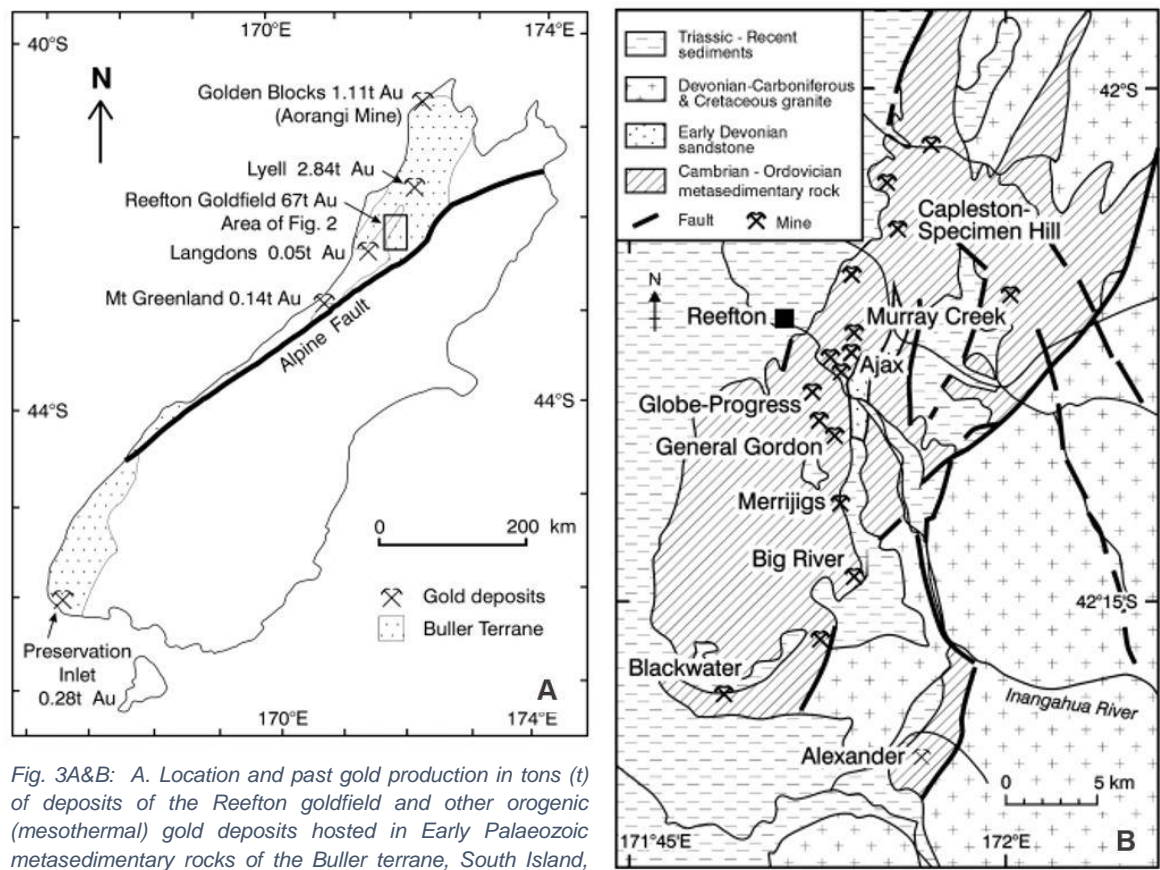 40°S
170°E
174°E
N
Golden Blocks 1.11t Au
(Aorangi Mine)
Lyell 2.84t Au
Reefton Goldfield 67t Au
Area of Fig. 2
Langdons 0.05t Au
Mt Greenland 0.14t Au
Alpine Fault
44°S
44°S
0 200 km
Gold deposits
Buller Terrane
Preservation
Inlet
0.28t Au
A
170°E
174°E
Triassic - Recent
sediments
Devonian-Carboniferous
& Cretaceous granite
Early Devonian
sandstone
Cambrian - Ordovician
metasedimentary rock
Fault
Mine
42°S
Capleston-
Specimen Hill
N
Reefton
Murray Creek
Ajax
Globe-Progress
General Gordon
Merrijigs
Big River
42°15'S
Blackwater
Inangahua River
Alexander
0 5 km
171°45'E
172°E
B
Fig. 3A&B: A. Location and past gold production in tons (t)
of deposits of the Reefton goldfield and other orogenic
(mesothermal) gold deposits hosted in Early Palaeozoic
metasedimentary rocks of the Buller terrane, South Island,